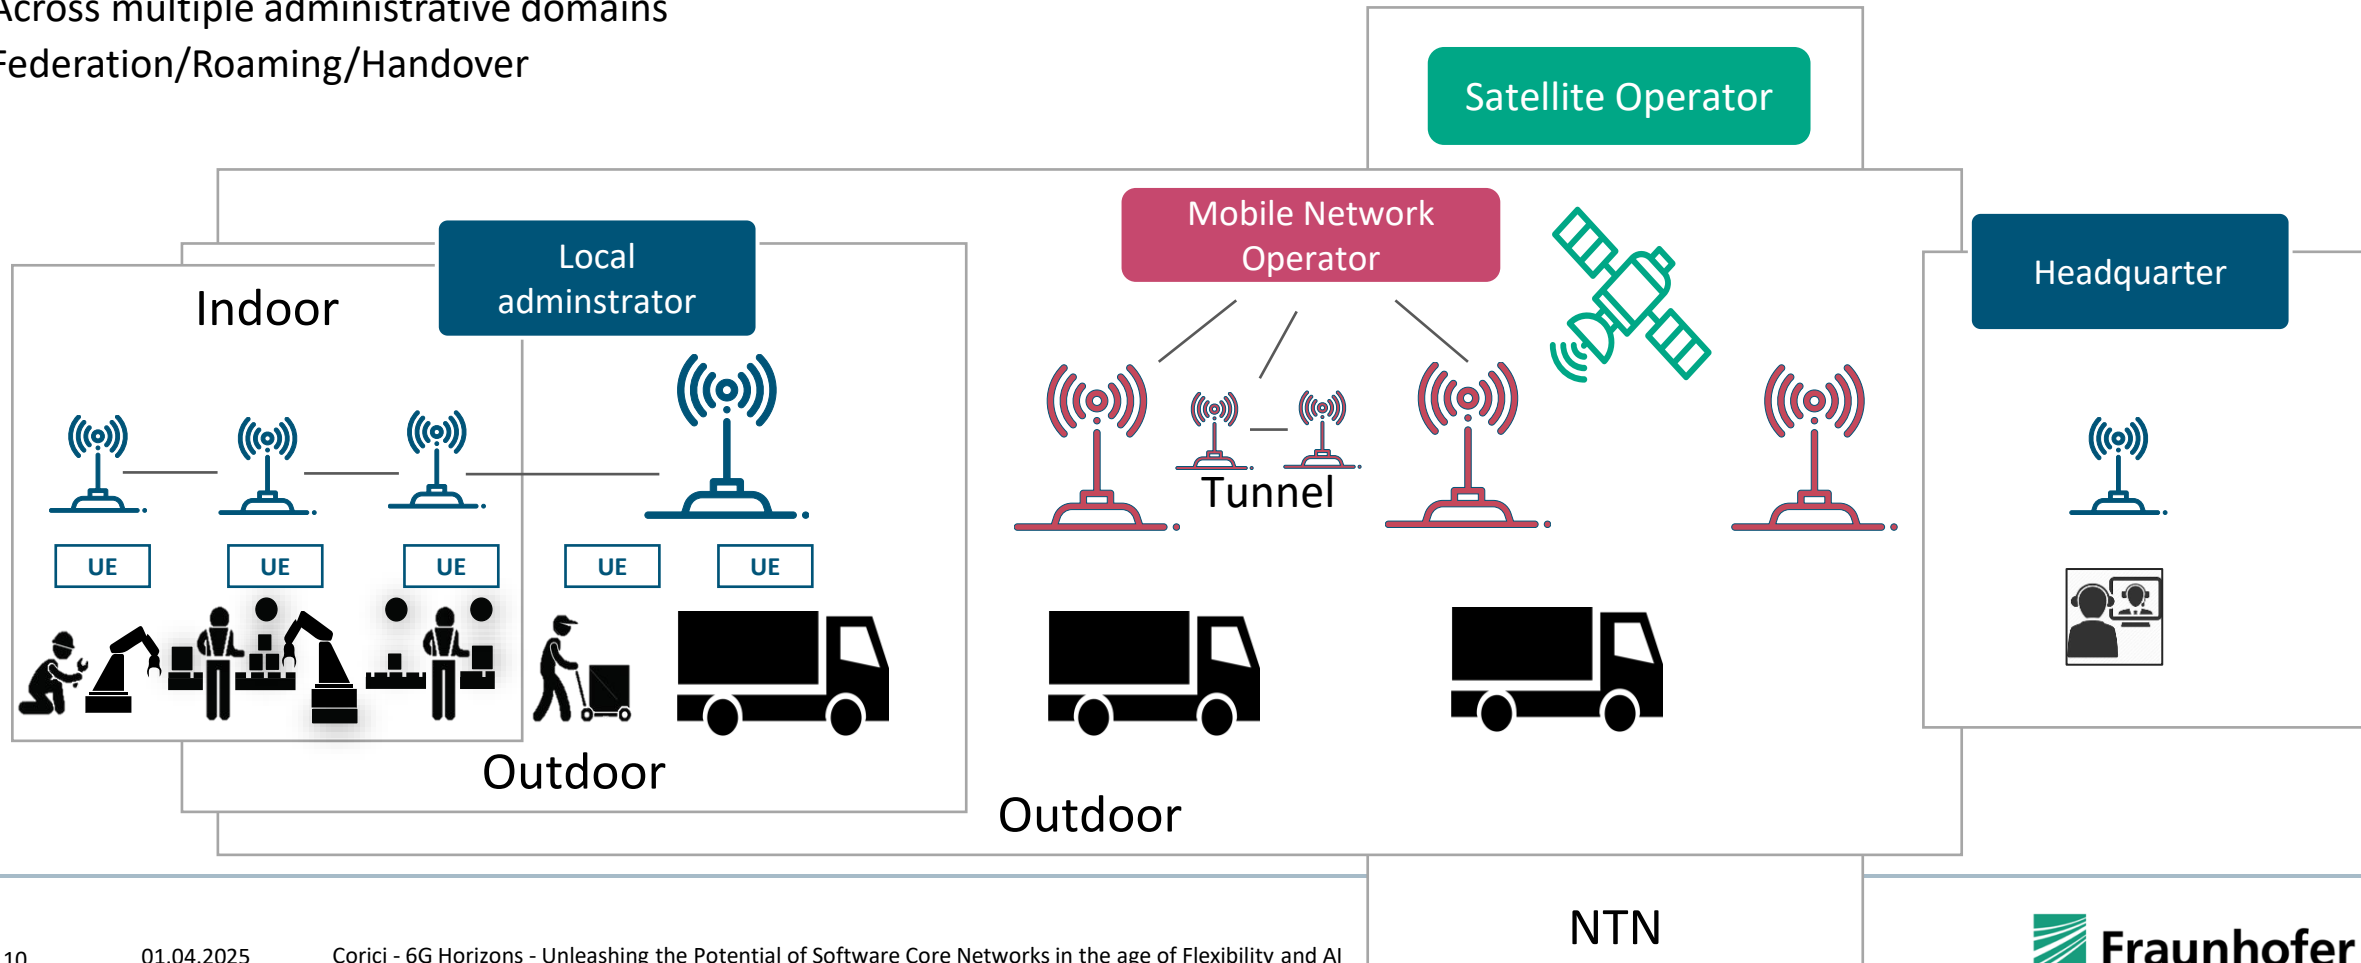 Across multiple administrative domains
Federation/Roaming/Handover
Satellite Operator
Mobile Network
Operator
Local
adminstrator
Headquarter
Indoor
Tunnel
UE
UE
UE
UE
UE
Outdoor
Outdoor
NTN
10
01.04.2025
Corici - 6G Horizons - Unleashing the Potential of Software Core Networks in the age of Flexibility and AI
Fraunhofer